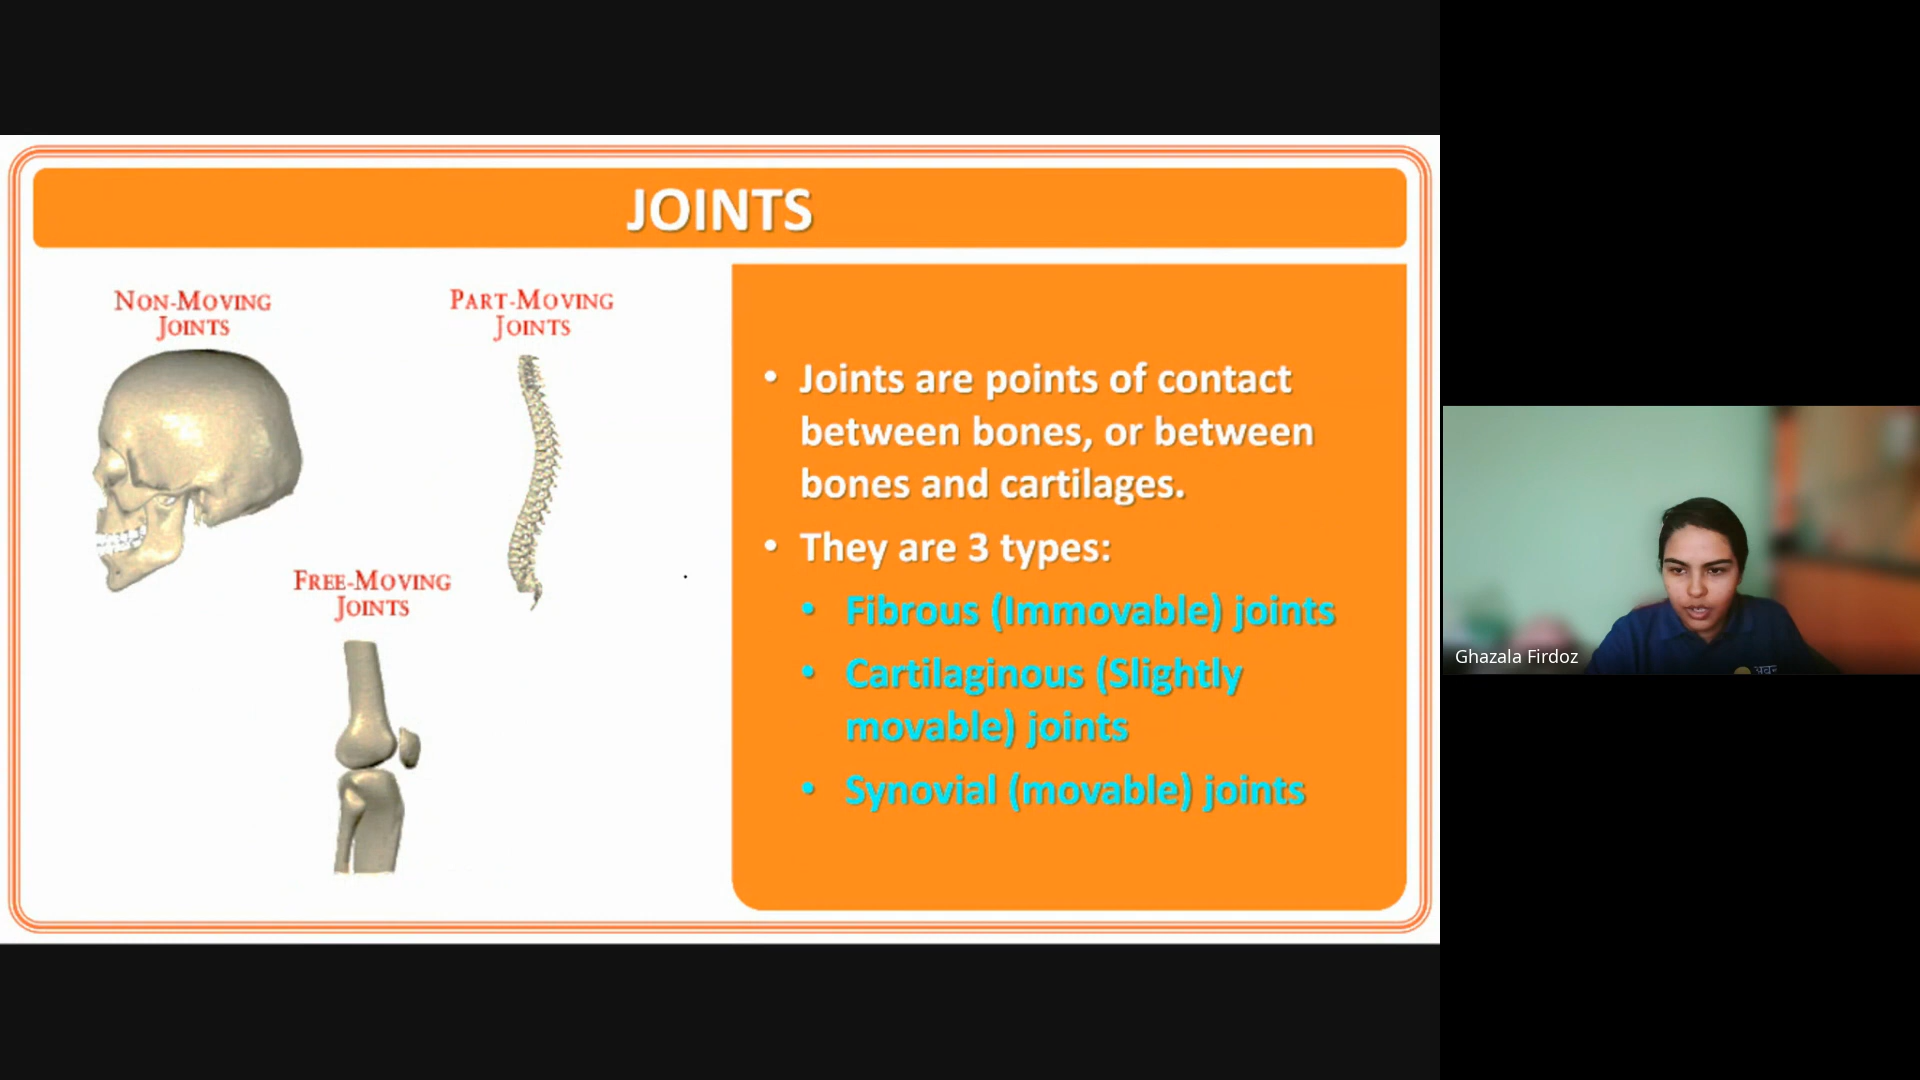 JOINTS
NON-MOVING
JOINTS
PART-MOVING
JOINTS
FREE-MOVING
JOINTS
• Joints are points of contact
between bones, or between
bones and cartilages.
• They are 3 types:
• Fibrous (Immovable) joints
• Cartilaginous (Slightly
movable) joints
• Synovial (movable) joints
Ghazala Firdoz